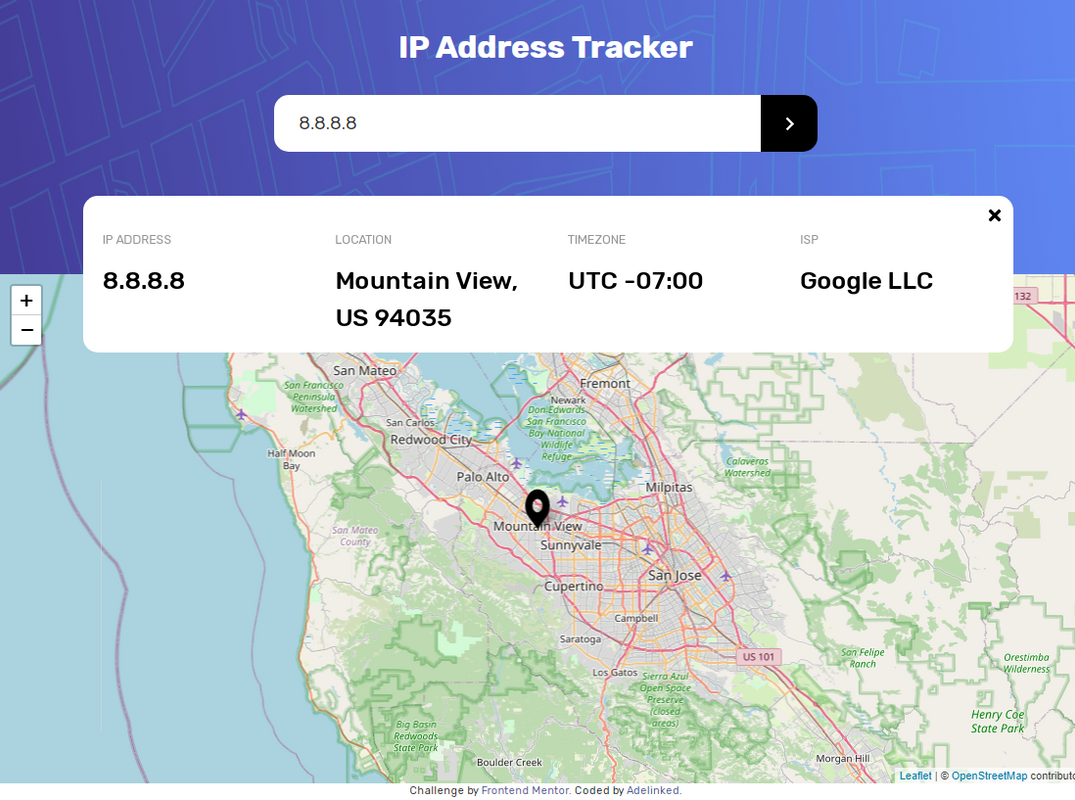 IP Address Tracker
8.8.8.8
IP ADDRESS
8.8.8.8
LOCATION
Mountain View,
US 94035
TIMEZONE
UTC -07:00
ISP
Google LLC
+
−
132
San Mateo
San Francisco
Peninsula
Watershed
Fremont
Newark
Don Edwards
San Francisco
Bay National
Wildlife
Refuge
San Carlos
Redwood City
Half Moon
Bay
Calaveras
Watershed
Palo Alto
Milpitas
Mountain View
San Mateo
County
Sunnyvale
San Jose
Cupertino
Campbell
Saratoga
US 101
San Felipe
Ranch
Orestimba
Wilderness
Los Gatos
Sierra Azul
Open Space
Preserve
(closed
areas)
Henry Coe
State Park
Big Basin
Redwoods
State Park
Boulder Creek
Morgan Hill
Leaflet | © OpenStreetMap contributo
Challenge by Frontend Mentor. Coded by Adelinked.